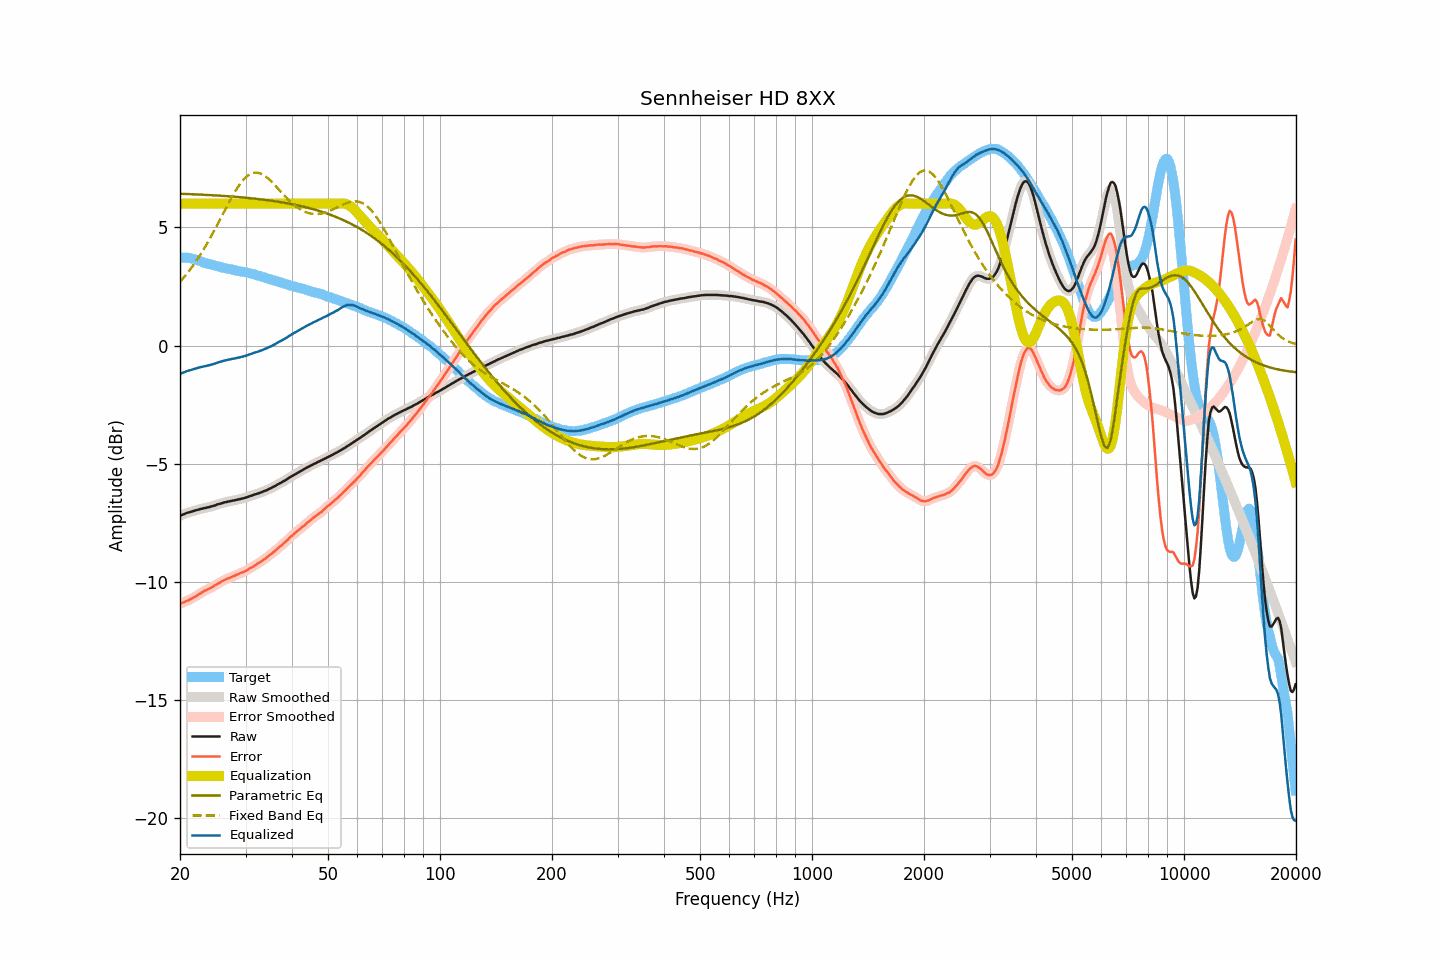 Sennheiser HD 8XX
Amplitude (dBr)
5
0
−5
−10
−15
−20
Target
Raw Smoothed
Error Smoothed
Raw
Error
Equalization
Parametric Eq
Fixed Band Eq
Equalized
20 50 100 200 500 1000 2000 5000 10000 20000
Frequency (Hz)